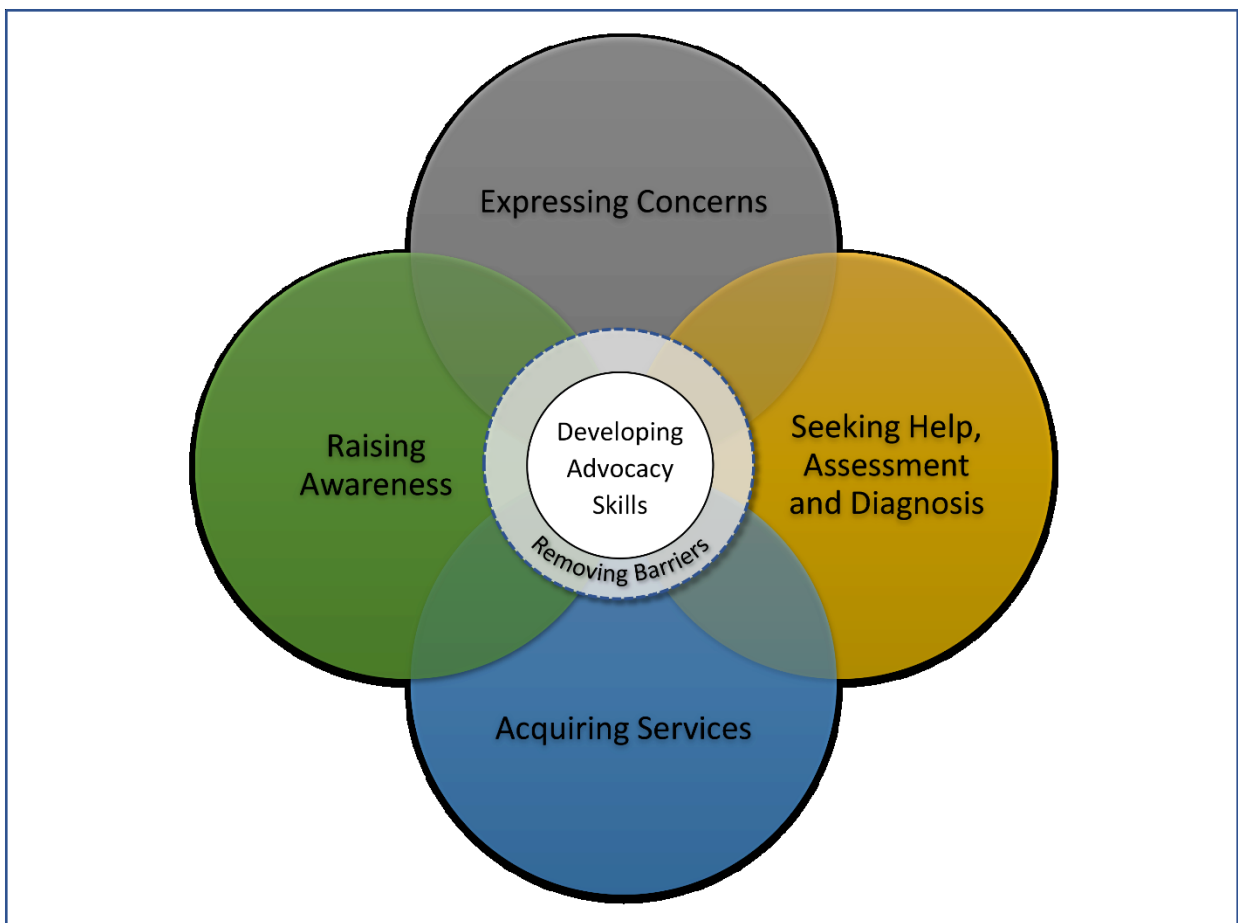 Expressing Concerns
Raising
Awareness
Developing
Advocacy
Skills
Removing Barriers
Seeking Help,
Assessment
and Diagnosis
Acquiring Services